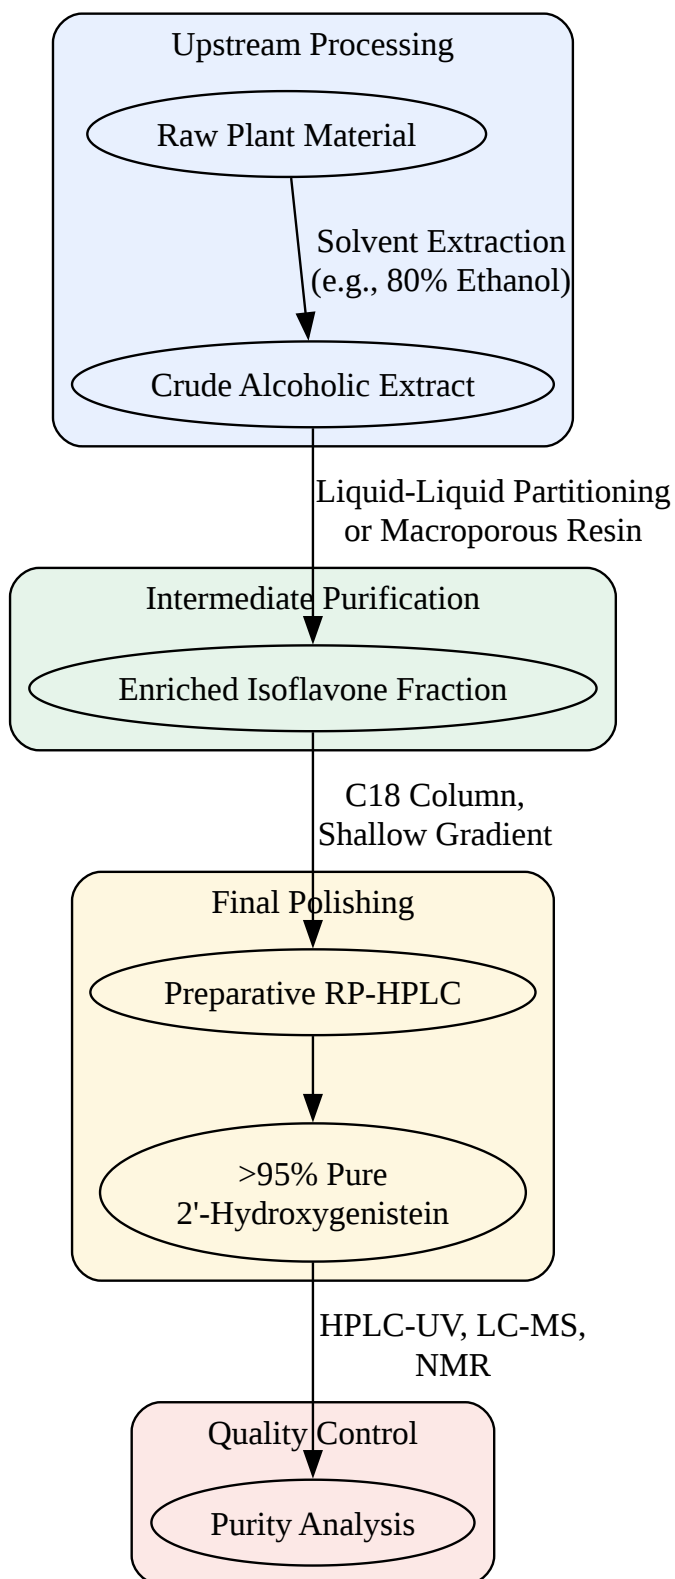 Upstream Processing
Raw Plant Material
Solvent Extraction
(e.g., 80% Ethanol)
Crude Alcoholic Extract
Liquid-Liquid Partitioning
or Macroporous Resin
Intermediate Purification
Enriched Isoflavone Fraction
C18 Column,
Shallow Gradient
Final Polishing
Preparative RP-HPLC
>95% Pure
2'-Hydroxygenistein
HPLC-UV, LC-MS,
NMR
Quality Control
Purity Analysis